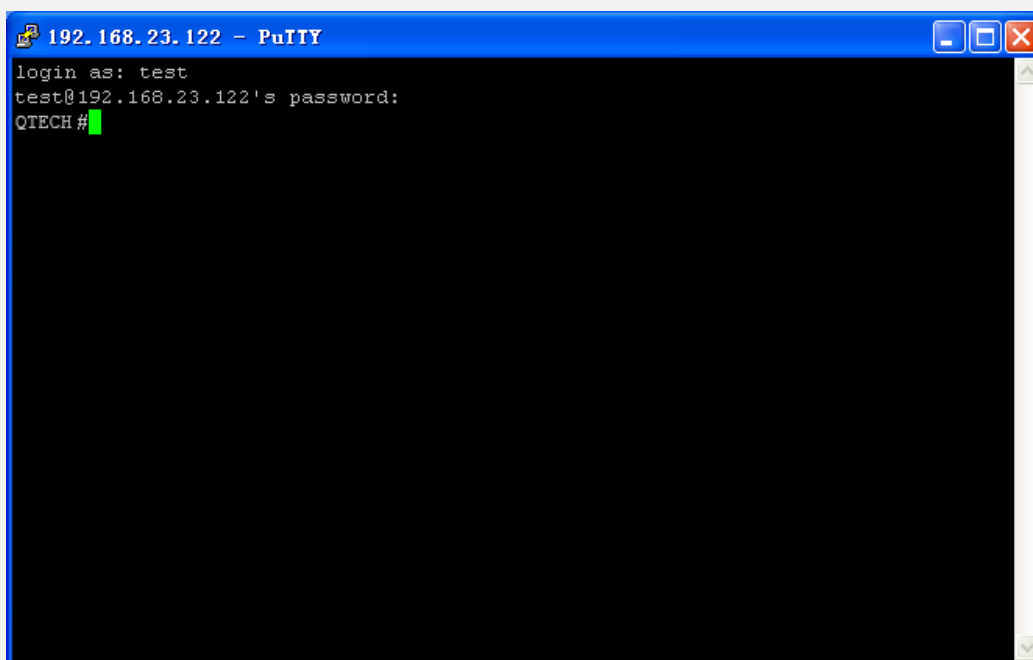 192.168.23.122 - PuTTY
login as: test
test@192.168.23.122's password:
QTECH #